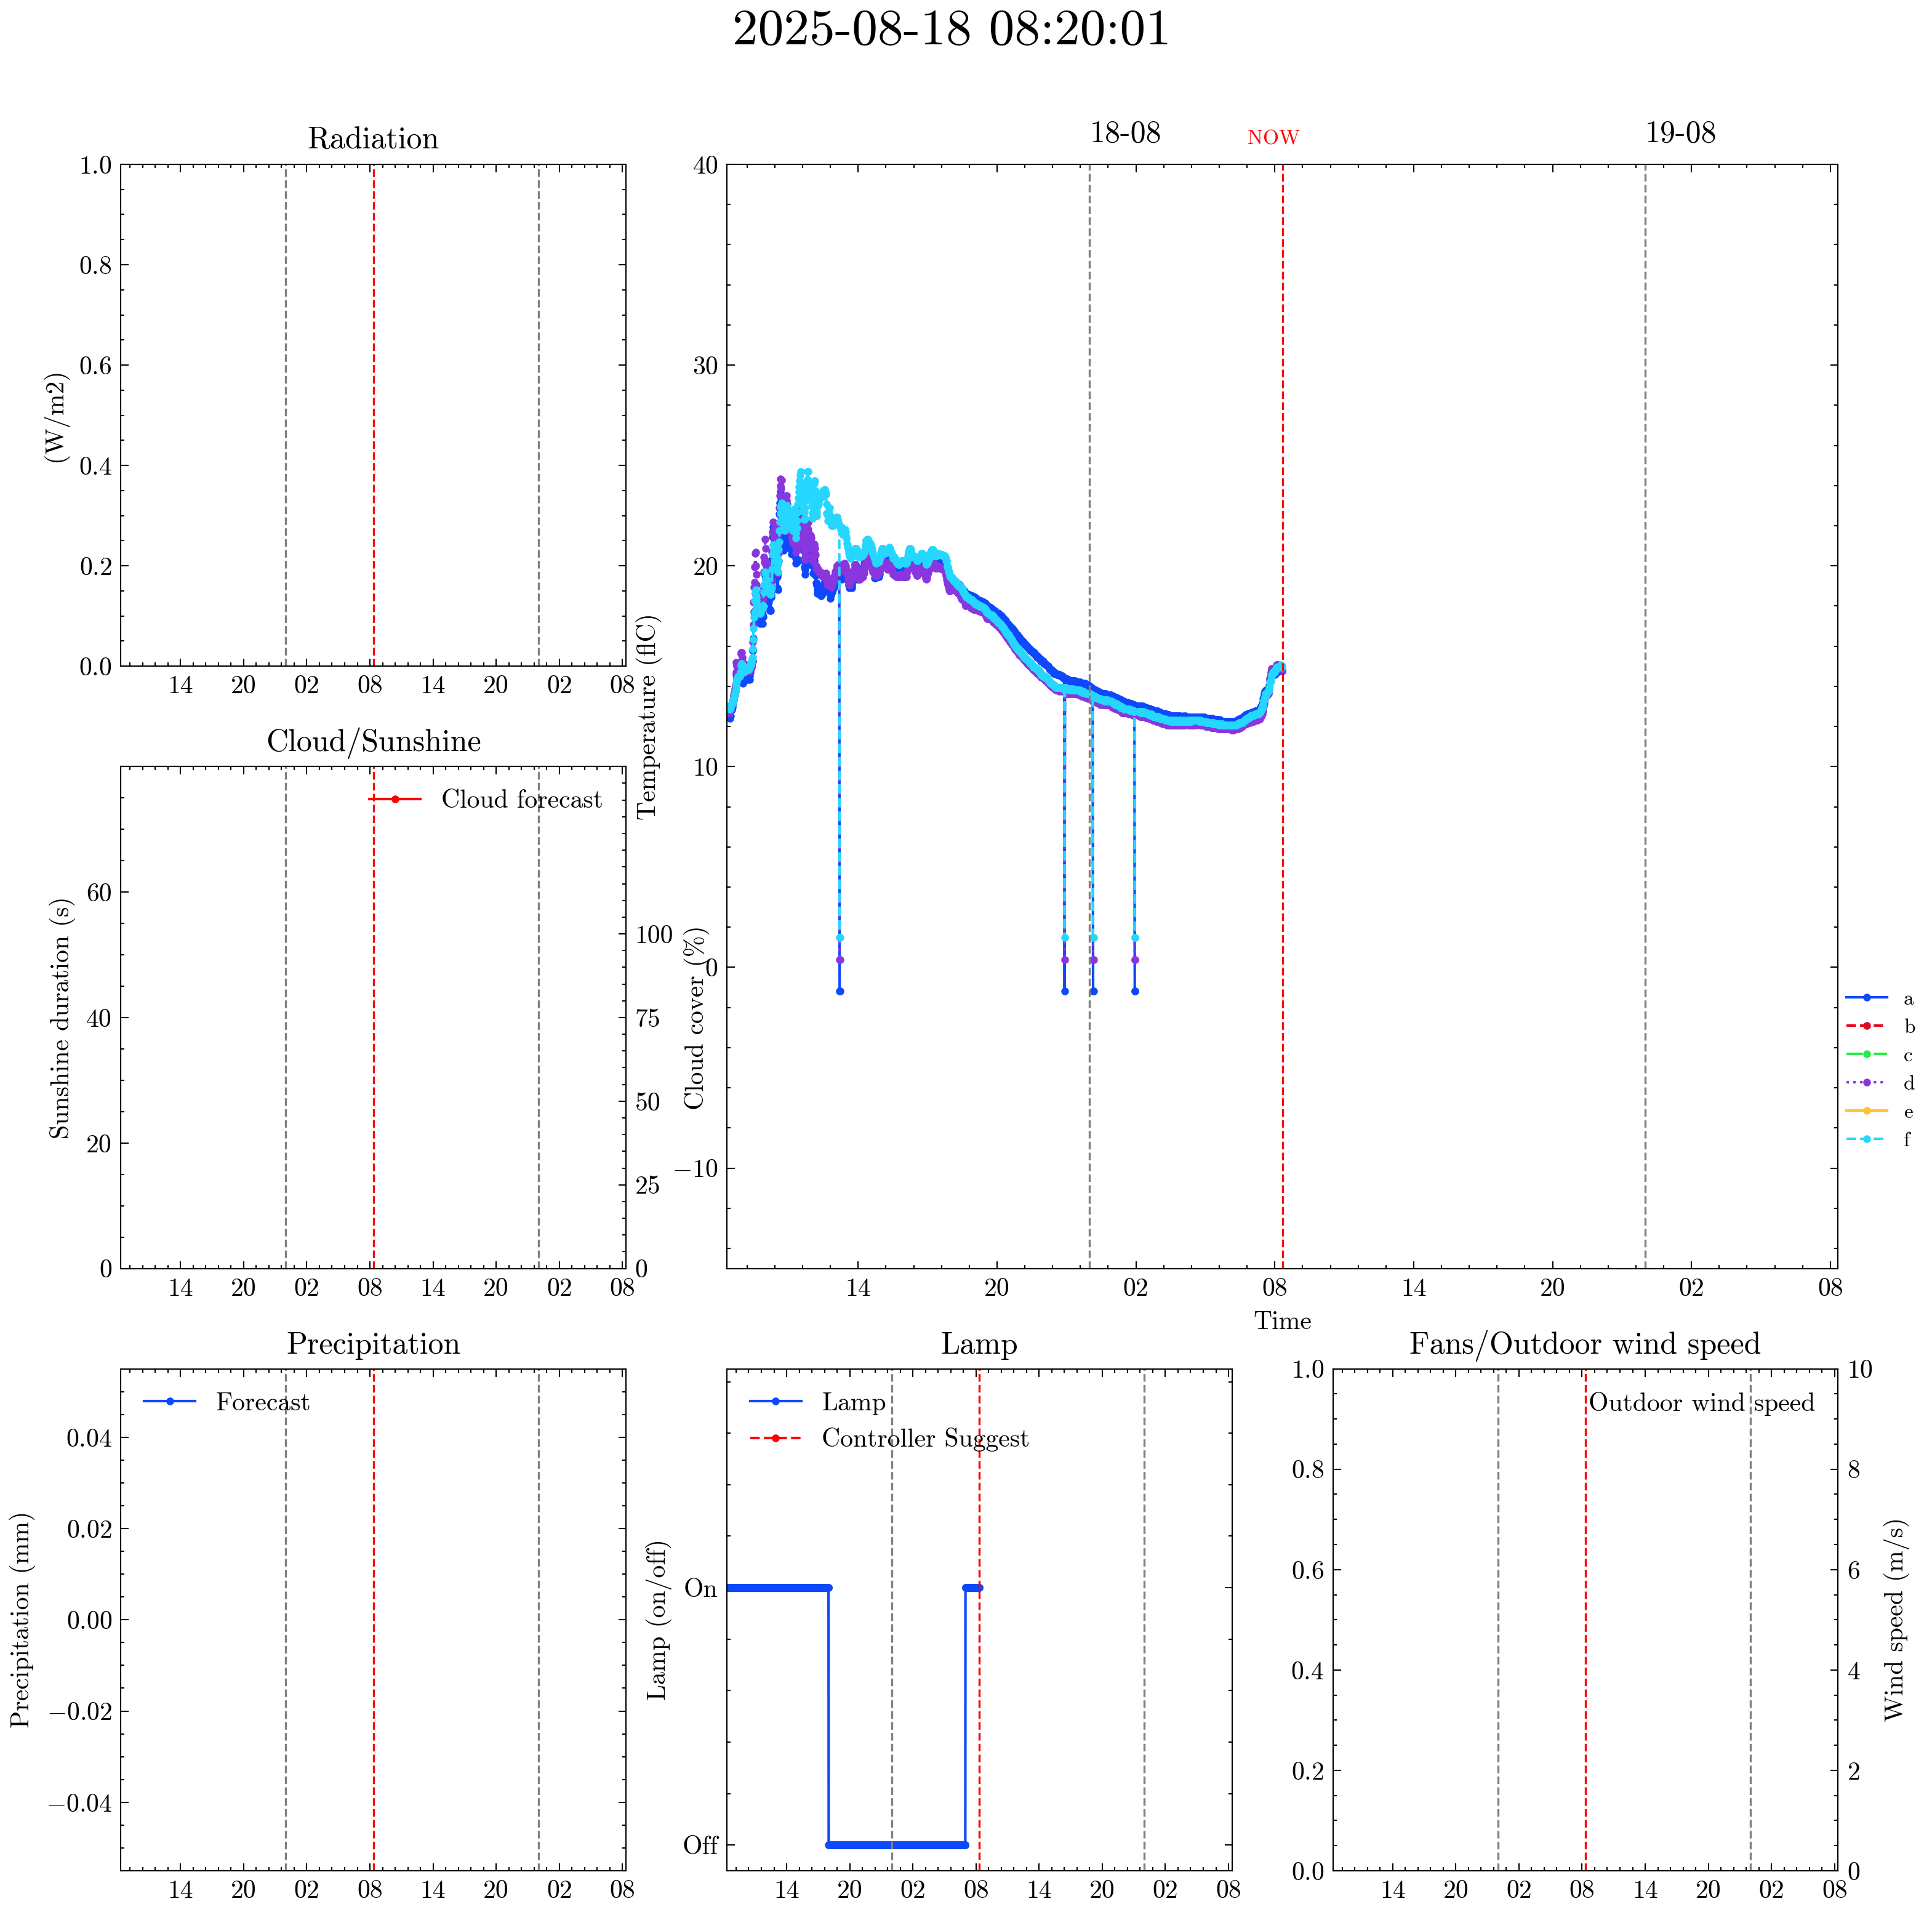 2025-08-18 08:20:01
Radiation
(W/m2)
1.0
0.8
0.6
0.4
0.2
0.0
14 20 02 08 14 20 02 08
18-08
NOW
19-08
Temperature (flC)
40
30
20
10
0
−10
14 20 02 08 14 20 02 08
Time
a
b
c
d
e
f
Cloud/Sunshine
Cloud forecast
Sunshine duration (s)
60
40
20
0
Cloud cover (%)
100
75
50
25
0
14 20 02 08 14 20 02 08
Precipitation
Forecast
Precipitation (mm)
0.04
0.02
0.00
−0.02
−0.04
14 20 02 08 14 20 02 08
Lamp
Lamp
Controller Suggest
Lamp (on/off)
On
Off
14 20 02 08 14 20 02 08
Fans/Outdoor wind speed
Outdoor wind speed
1.0
0.8
0.6
0.4
0.2
0.0
10
8
6
4
2
0
Wind speed (m/s)
14 20 02 08 14 20 02 08